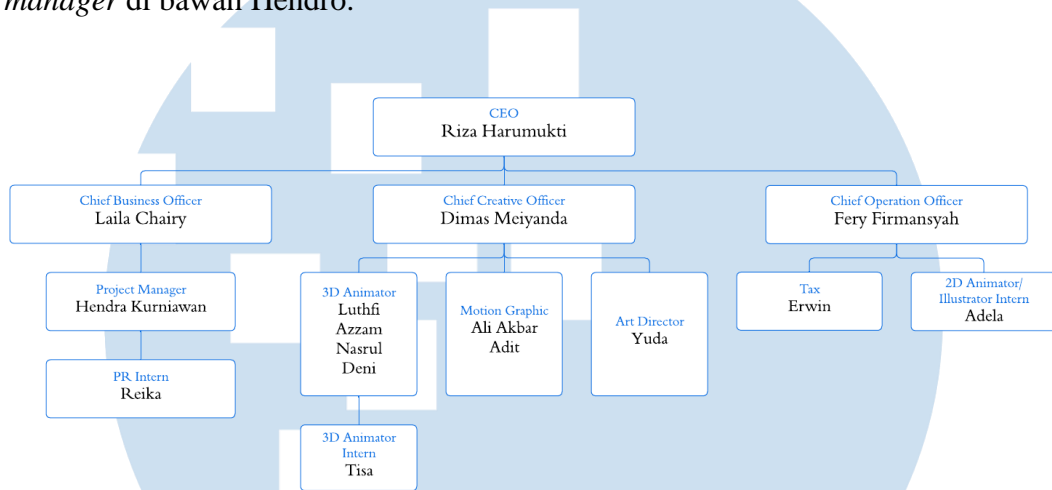 manager di bawah Hendro.
CEO
Riza Harumukti
Chief Business Officer
Laila Chairy
Chief Creative Officer
Dimas Meiyanda
Chief Operation Officer
Fery Firmansyah
Project Manager
Hendra Kurniawan
3D Animator
Luthfi
Azzam
Nasrul
Deni
Motion Graphic
Ali Akbar
Adit
Art Director
Yuda
Tax
Erwin
2D Animator/
Illustrator Intern
Adela
PR Intern
Reika
3D Animator
Intern
Tisa